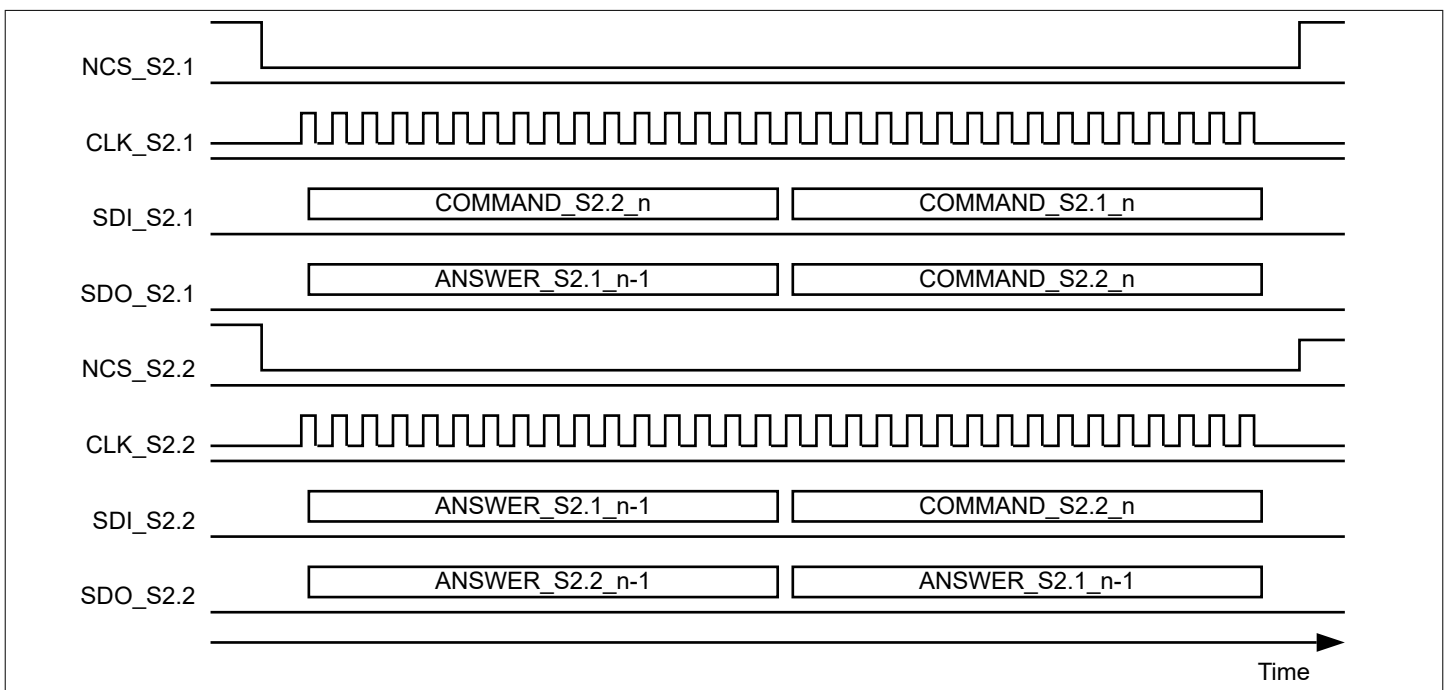 NCS_S2.1
CLK_S2.1
SDI_S2.1 COMMAND_S2.2_n COMMAND_S2.1_n
SDO_S2.1 ANSWER_S2.1_n-1 COMMAND_S2.2_n
NCS_S2.2
CLK_S2.2
SDI_S2.2 ANSWER_S2.1_n-1 COMMAND_S2.2_n
SDO_S2.2 ANSWER_S2.2_n-1 ANSWER_S2.1_n-1
Time